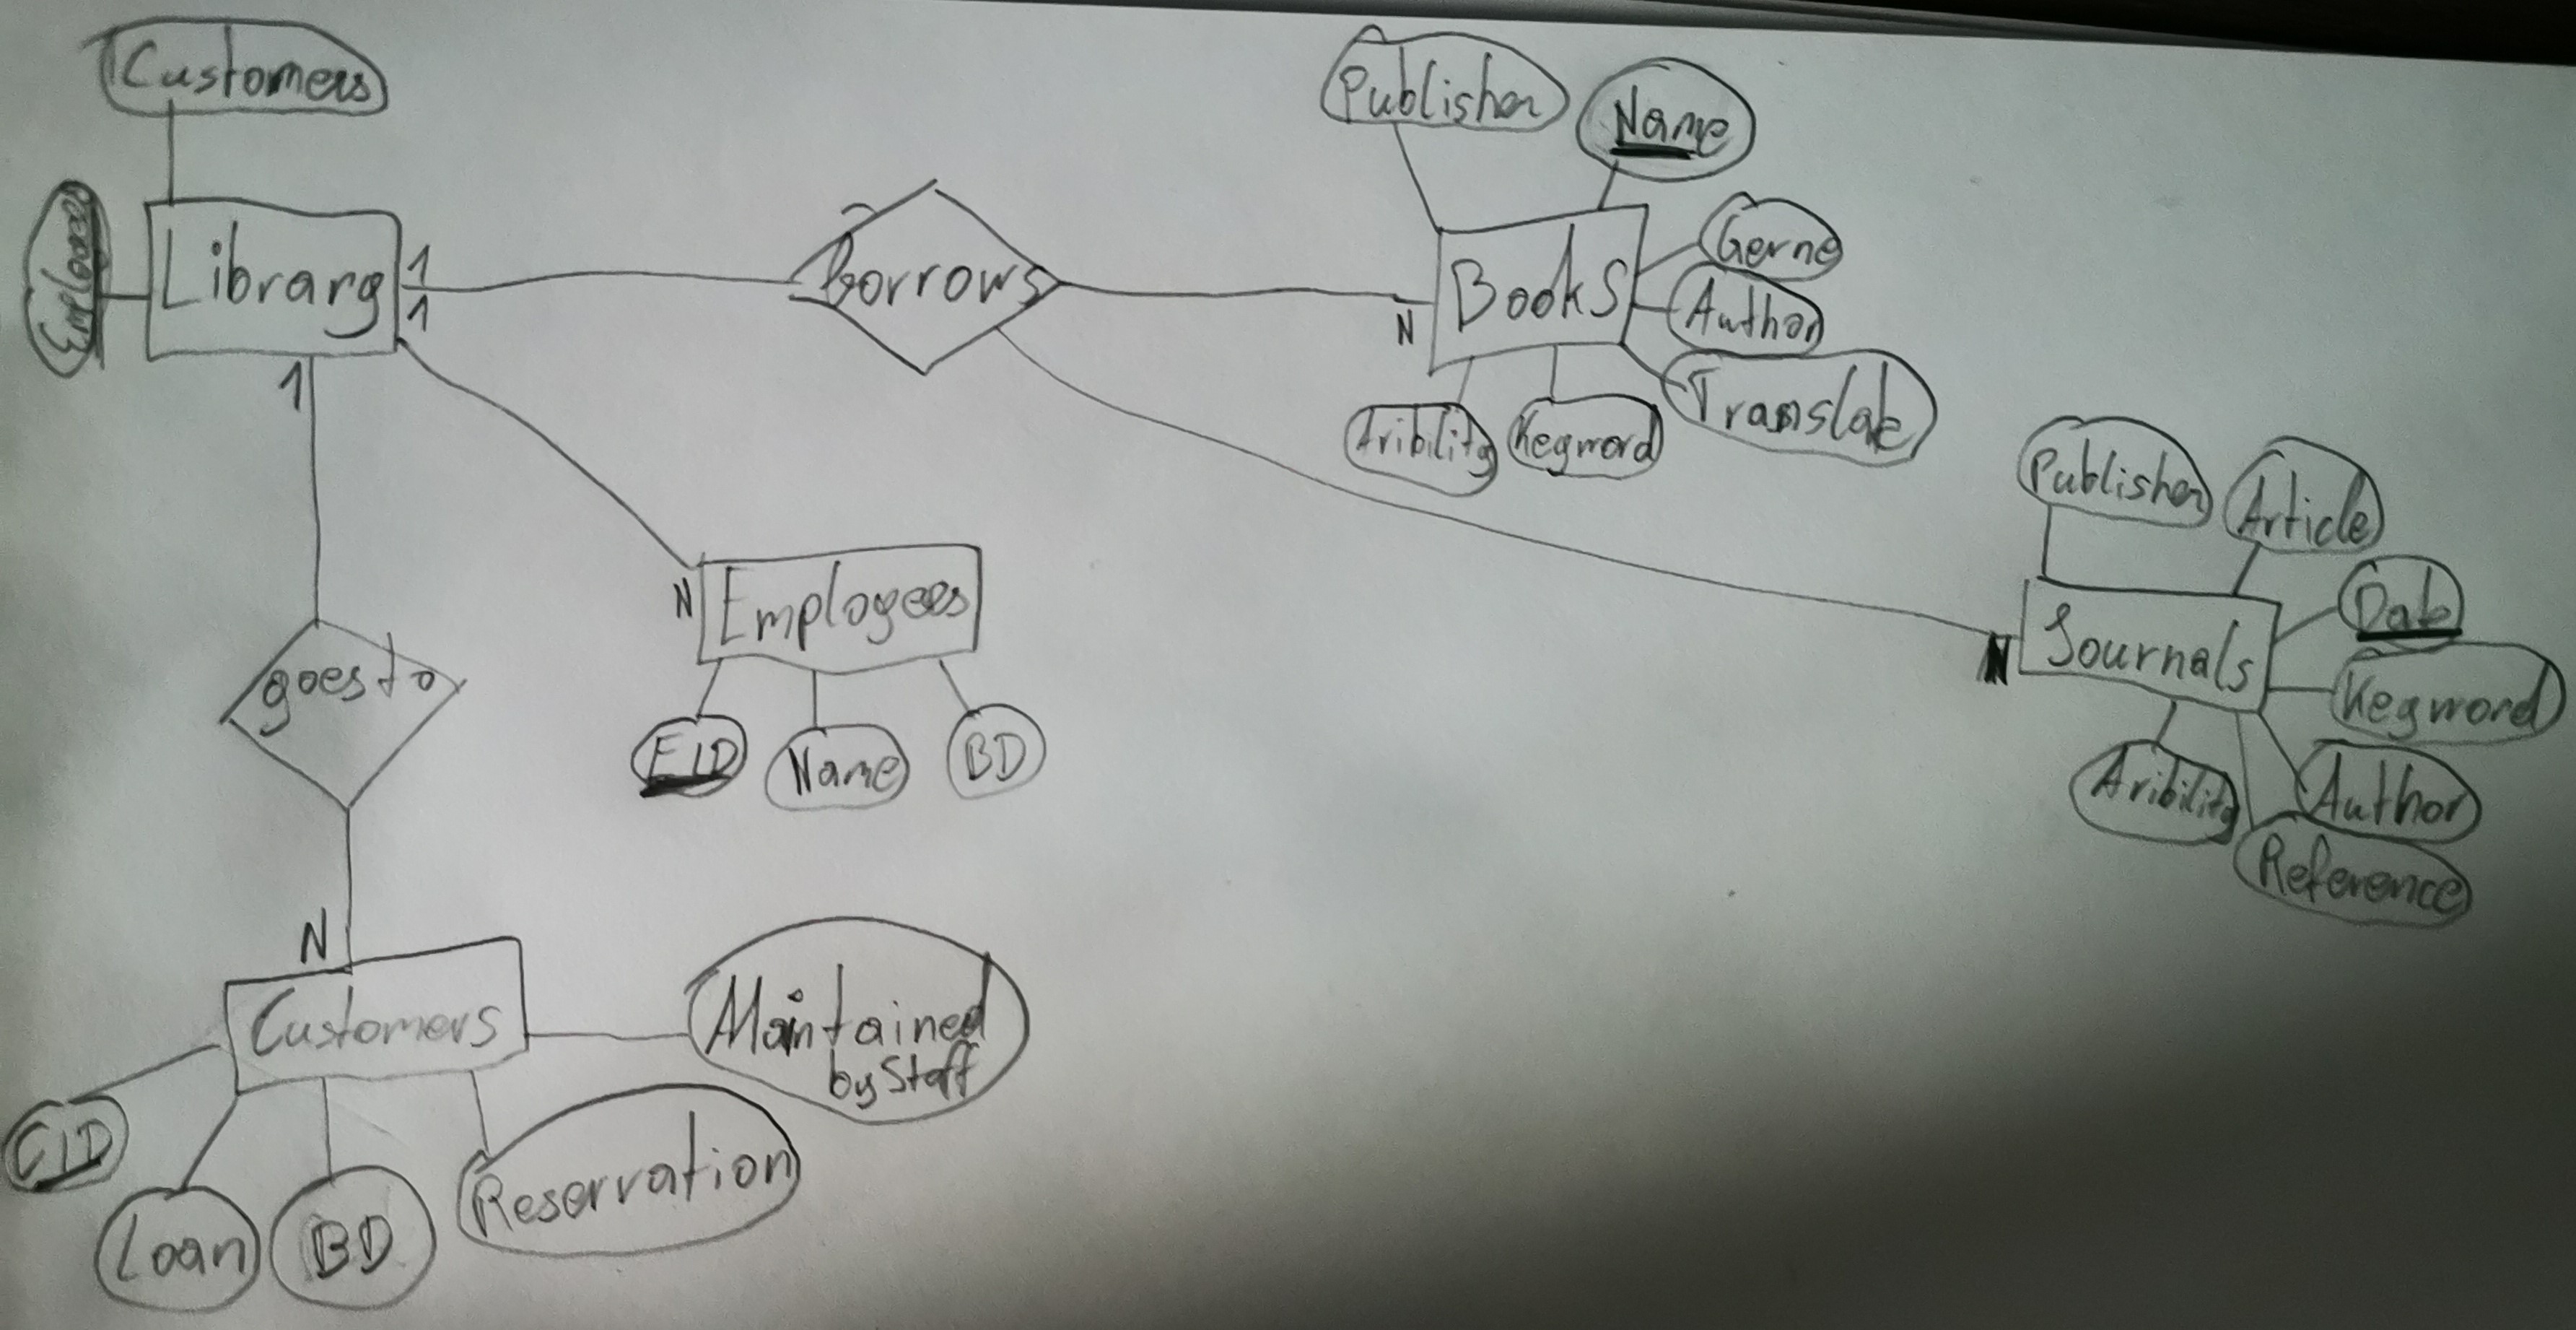 Customers
Publisher
Name
Library
1
1
borrows
Books
N
Gerne
Author
Translate
Aribility
Keyword
1
Publisher
Article
Date
N
Employees
N
Journals
Keyword
goes to
EID
Name
BD
Aribility
Author
Reference
N
Customers
Maintained
by Staff
CID
Loan
BD
Reservation